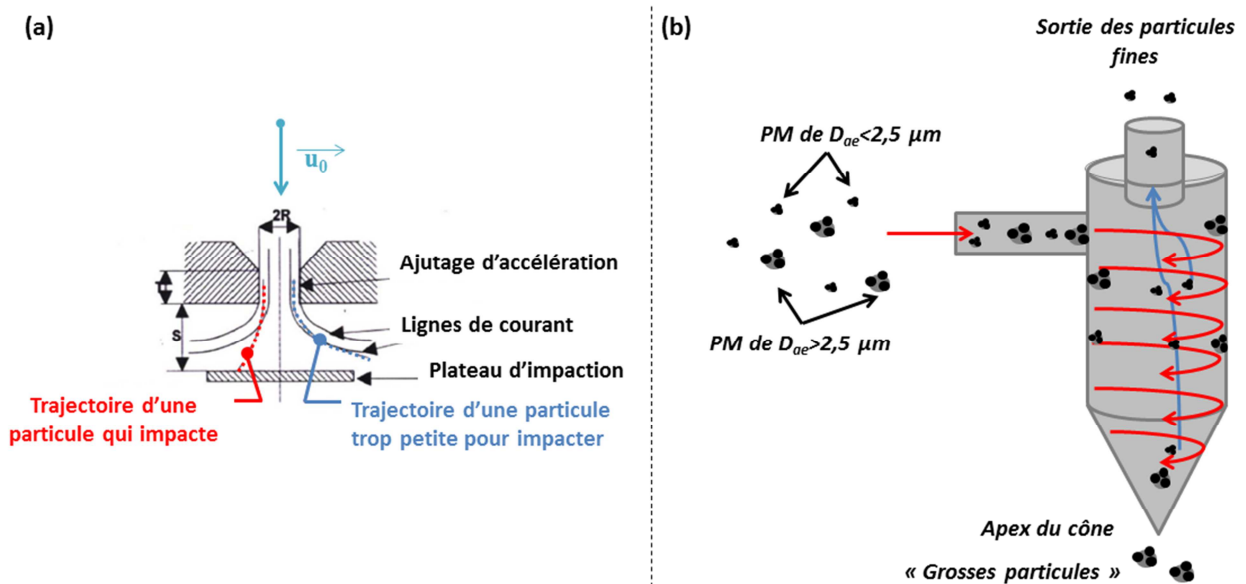 (a)
u₀
2R
T
S
Ajutage d'accélération
Lignes de courant
Plateau d'impaction
Trajectoire d'une
particule qui impacte
Trajectoire d'une particule
trop petite pour impacter
(b)
Sortie des particules
fines
PM de Dae<2,5 µm
PM de Dae>2,5 µm
Apex du cône
« Grosses particules »